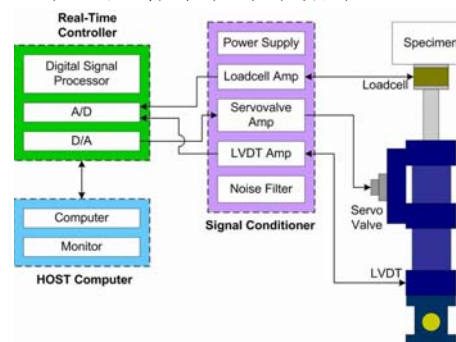 Real-Time
Controller
Digital Signal
Processor
A/D
D/A
Computer
Monitor
HOST Computer
Power Supply
Loadcell Amp
Servovalve
Amp
LVDT Amp
Noise Filter
Signal Conditioner
Specimen
Loadcell
Servo
Valve
LVDT